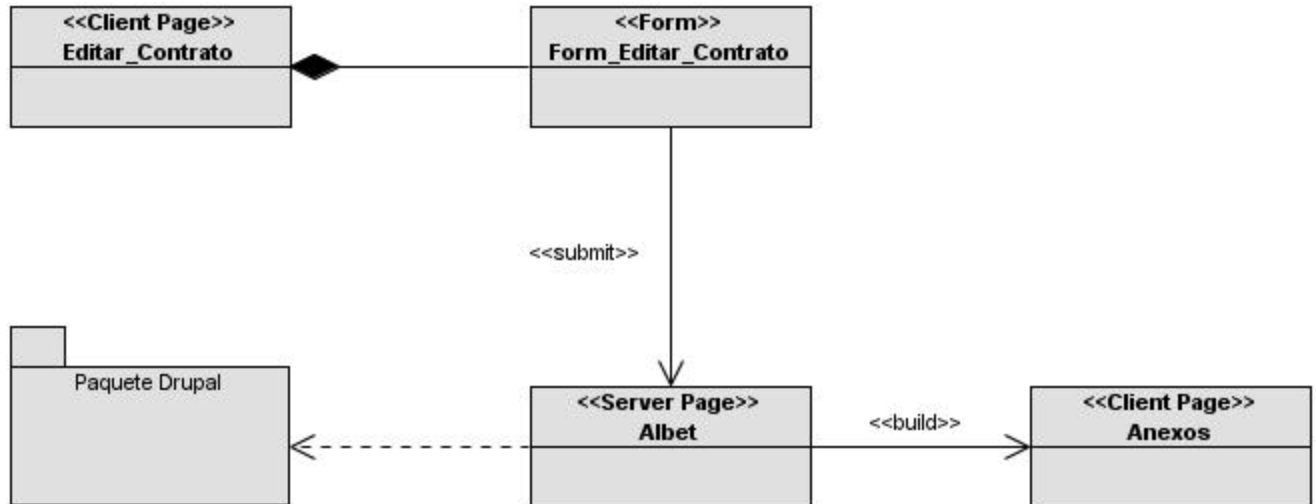 <<Client Page>>
Editar_Contrato
<<Form>>
Form_Editar_Contrato
<<submit>>
Paquete Drupal
<<Server Page>>
Albet
<<build>>
<<Client Page>>
Anexos